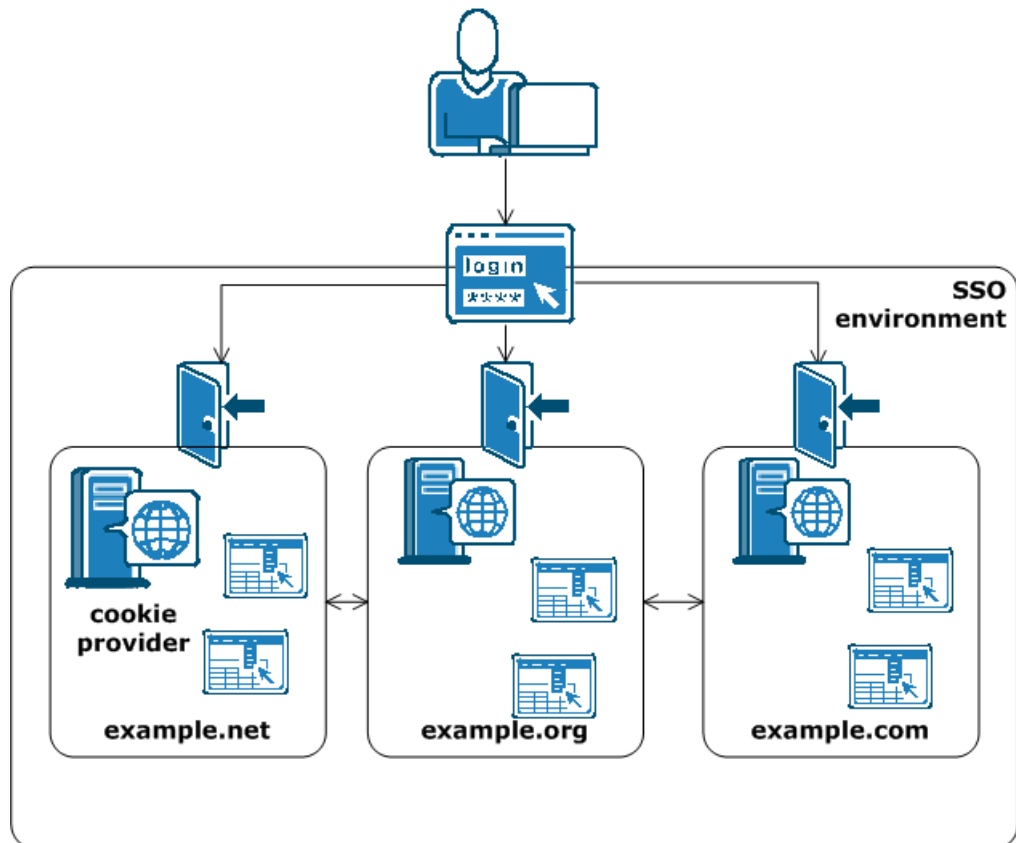 login
****
SSO
environment
cookie
provider
example.net
example.org
example.com